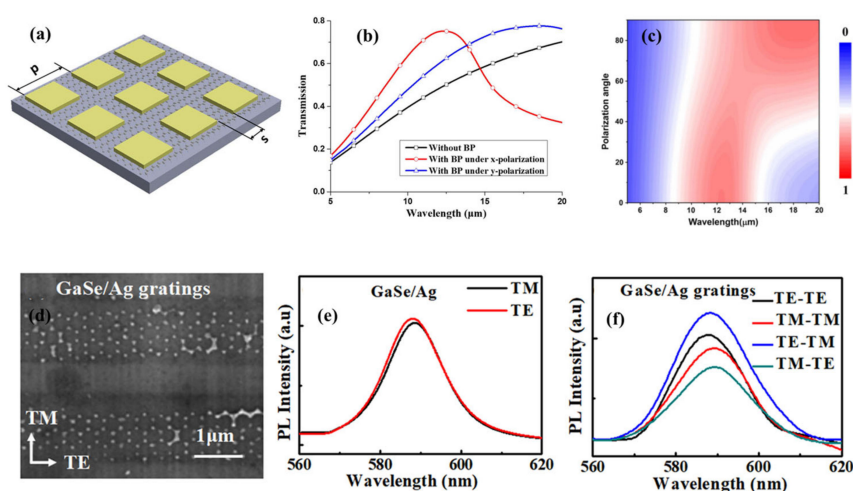 (a)
p
s
(b)
Transmission
0.8
0.6
0.4
0.2
0.0
Without BP
With BP under x-polarization
With BP under y-polarization
5
10
15
20
Wavelength (μm)
(c)
Polarization angle
80
60
40
20
0
6
8
10
12
14
16
18
20
Wavelength(μm)
0
1
GaSe/Ag gratings
(d)
TM
TE
1μm
(e)
GaSe/Ag
TM
TE
PL Intensity (a.u)
560
580
600
620
Wavelength (nm)
GaSe/Ag gratings
(f)
TE-TE
TM-TM
TE-TM
TM-TE
PL Intensity (a.u)
560
580
600
620
Wavelength (nm)